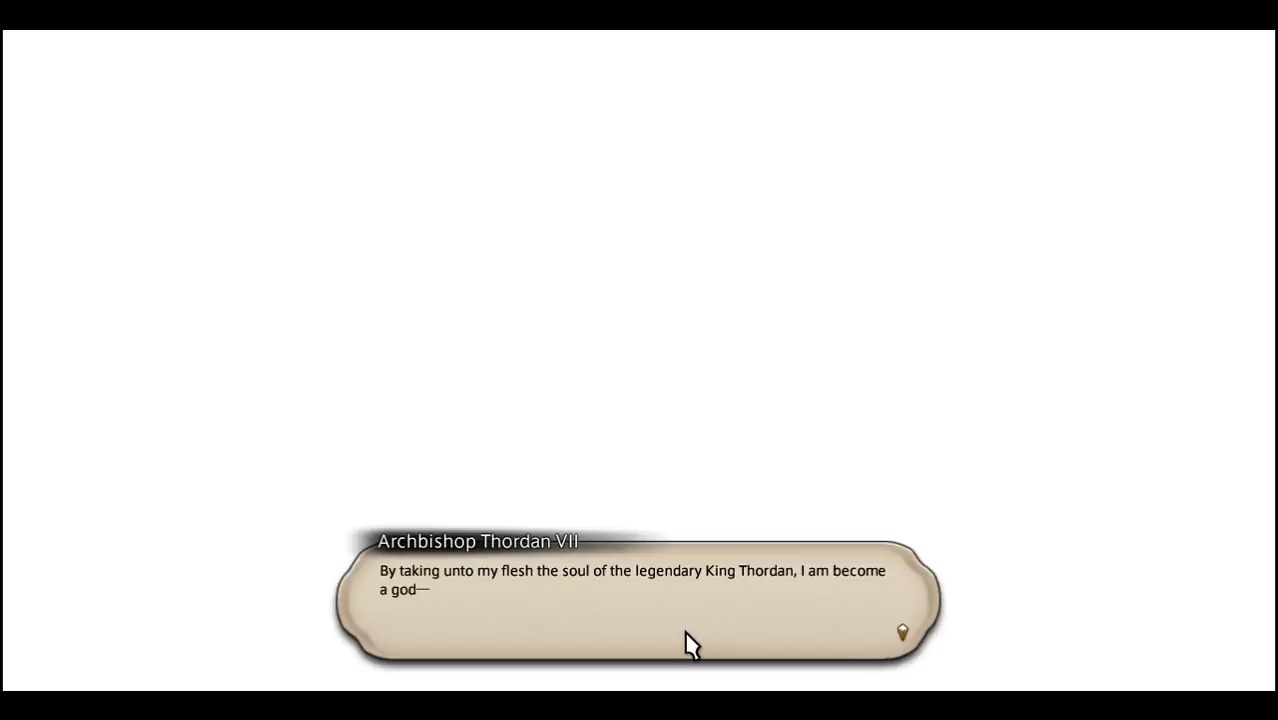 Archbishop Thordan VII
By taking unto my flesh the soul of the legendary King Thordan, I am become
a god—